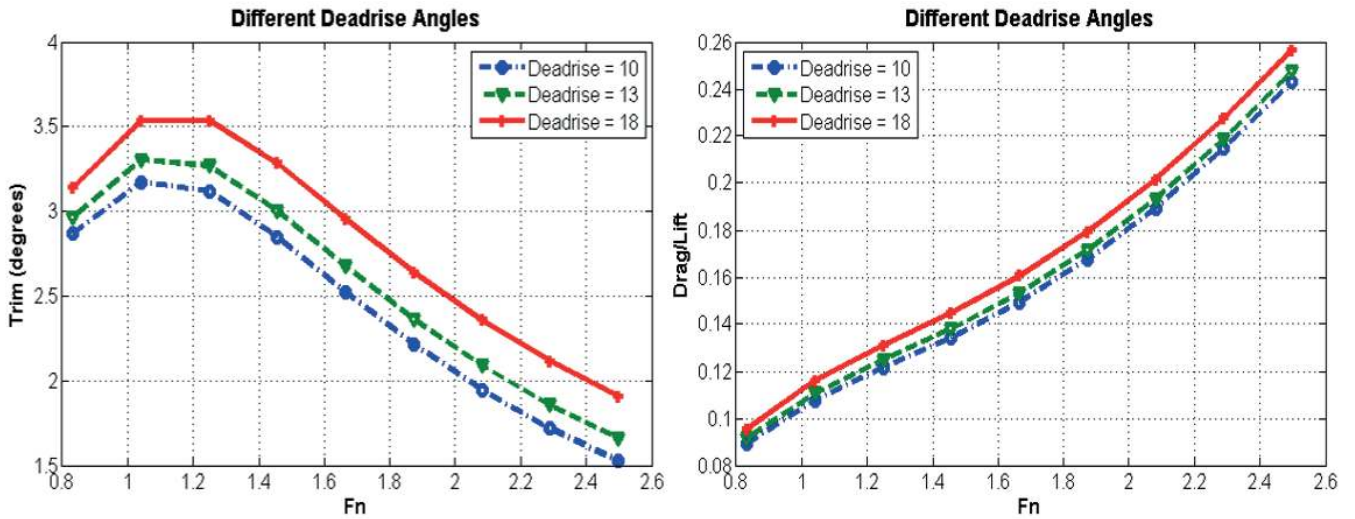 Different Deadrise Angles
4
3.5
3
2.5
2
1.5
Trim (degrees)
0.8 1 1.2 1.4 1.6 1.8 2 2.2 2.4 2.6
Fn
Deadrise = 10
Deadrise = 13
Deadrise = 18
Different Deadrise Angles
0.26
0.24
0.22
0.2
0.18
0.16
0.14
0.12
0.1
0.08
Drag/Lift
0.8 1 1.2 1.4 1.6 1.8 2 2.2 2.4 2.6
Fn
Deadrise = 10
Deadrise = 13
Deadrise = 18